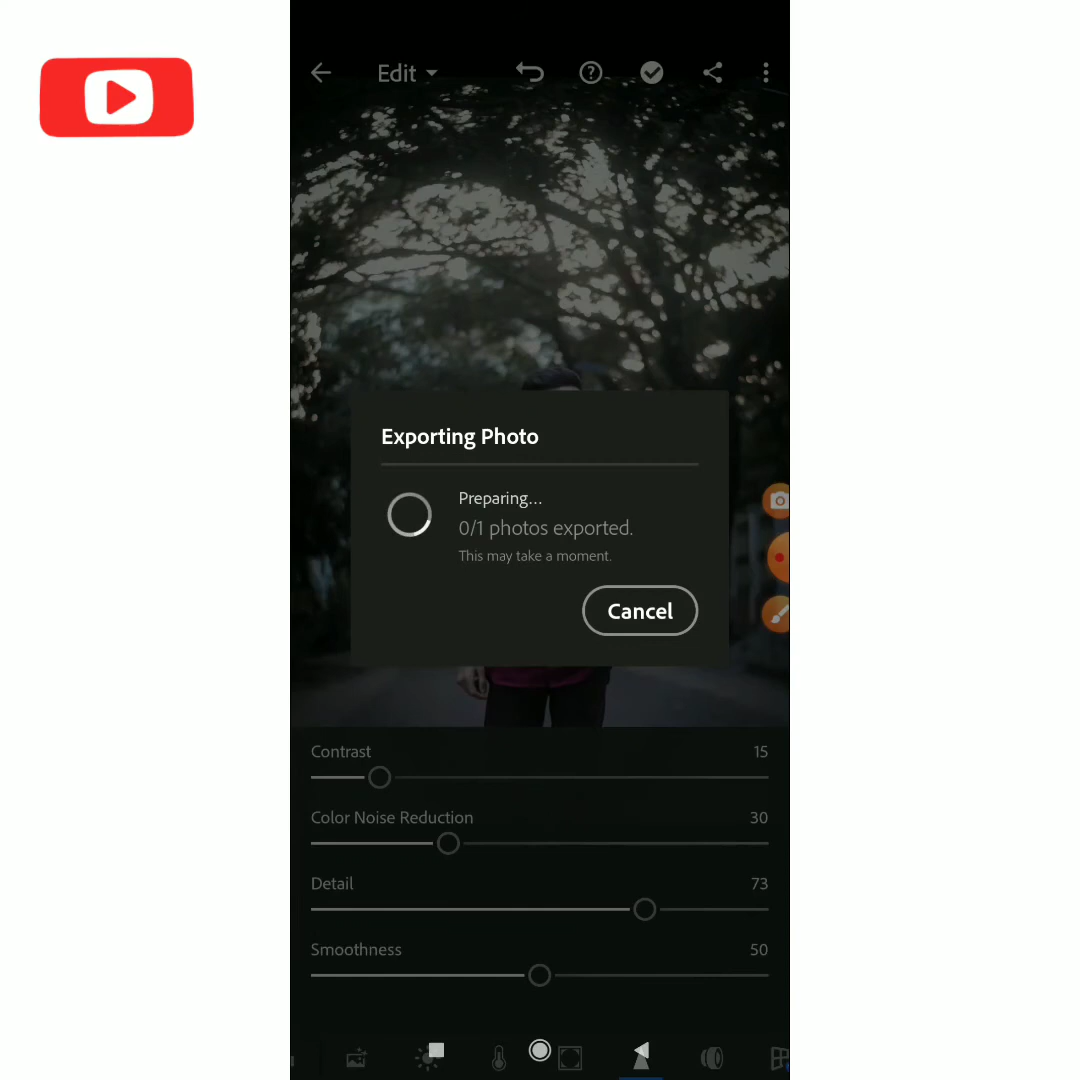 Edit
Exporting Photo
Preparing...
0/1 photos exported.
This may take a moment.
Cancel
Contrast 15
Color Noise Reduction 30
Detail 73
Smoothness 50